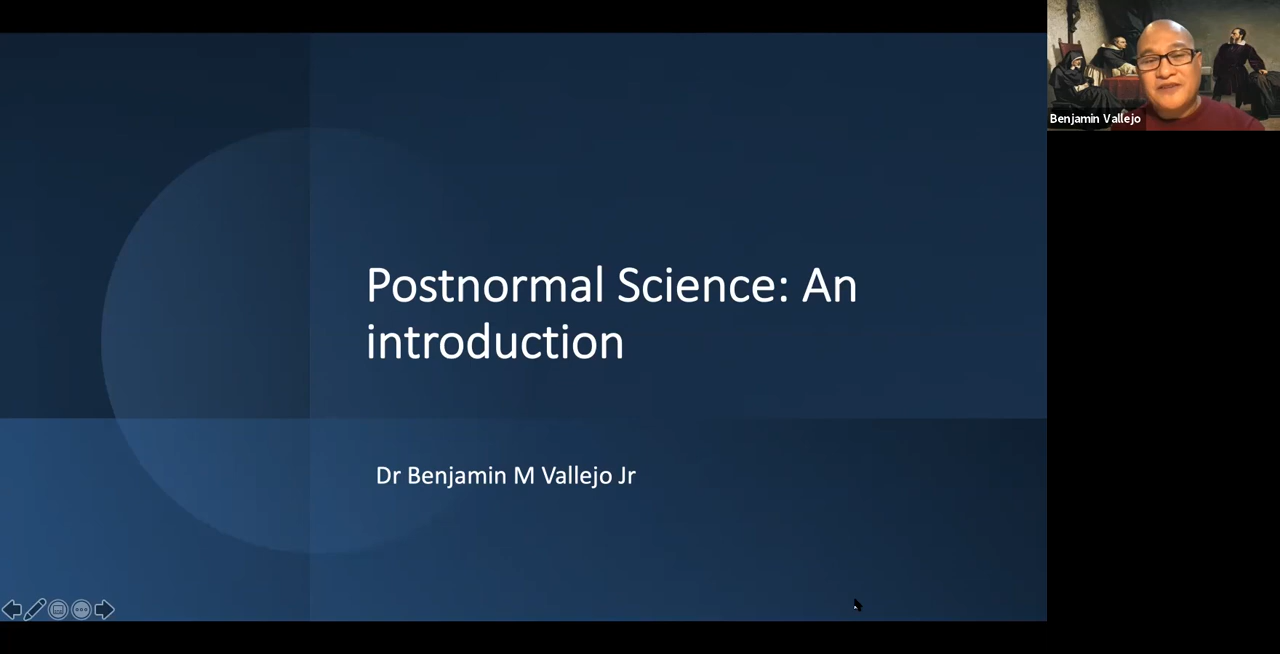 Postnormal Science: An
introduction
Dr Benjamin M Vallejo Jr
Benjamin Vallejo